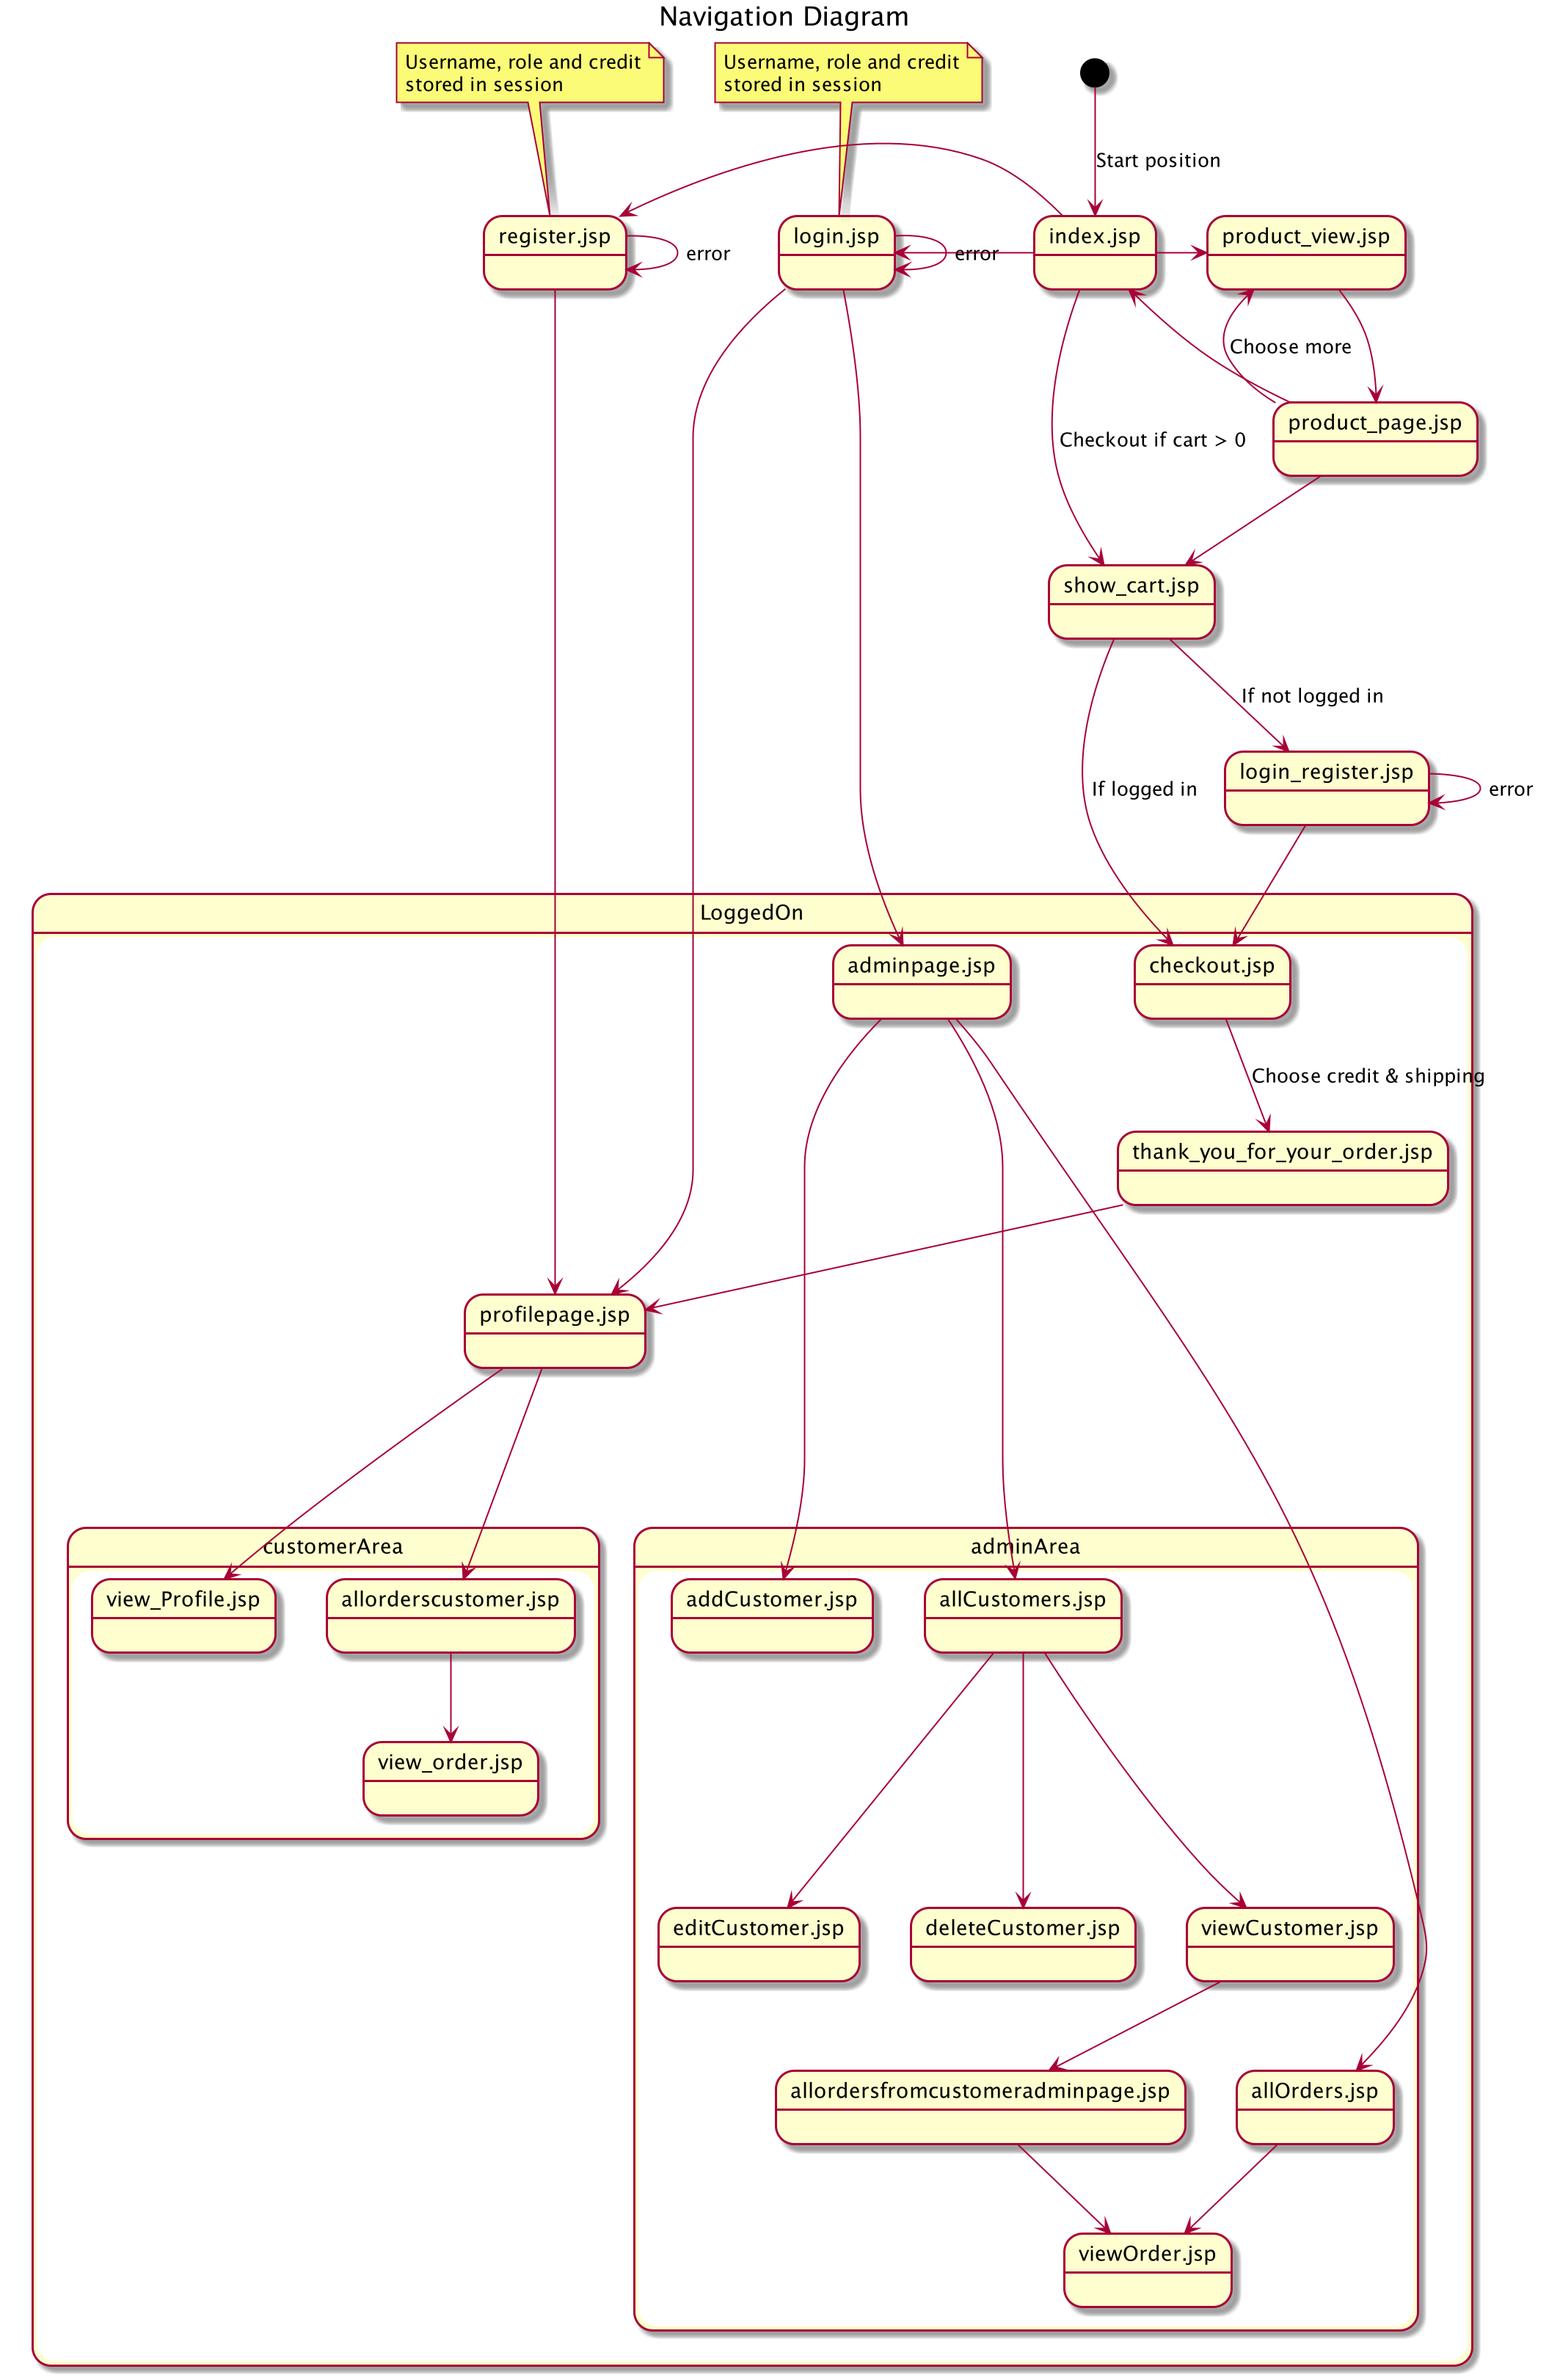 Navigation Diagram
Username, role and credit
stored in session
Username, role and credit
stored in session
Start position
register.jsp
error
login.jsp
error
index.jsp
product_view.jsp
Choose more
product_page.jsp
Checkout if cart > 0
show_cart.jsp
If not logged in
login_register.jsp
error
If logged in
LoggedOn
adminpage.jsp
checkout.jsp
Choose credit & shipping
thank_you_for_your_order.jsp
profilepage.jsp
customerArea
view_Profile.jsp
allorderscustomer.jsp
view_order.jsp
adminArea
addCustomer.jsp
allCustomers.jsp
editCustomer.jsp
deleteCustomer.jsp
viewCustomer.jsp
allordersfromcustomeradminpage.jsp
allOrders.jsp
viewOrder.jsp